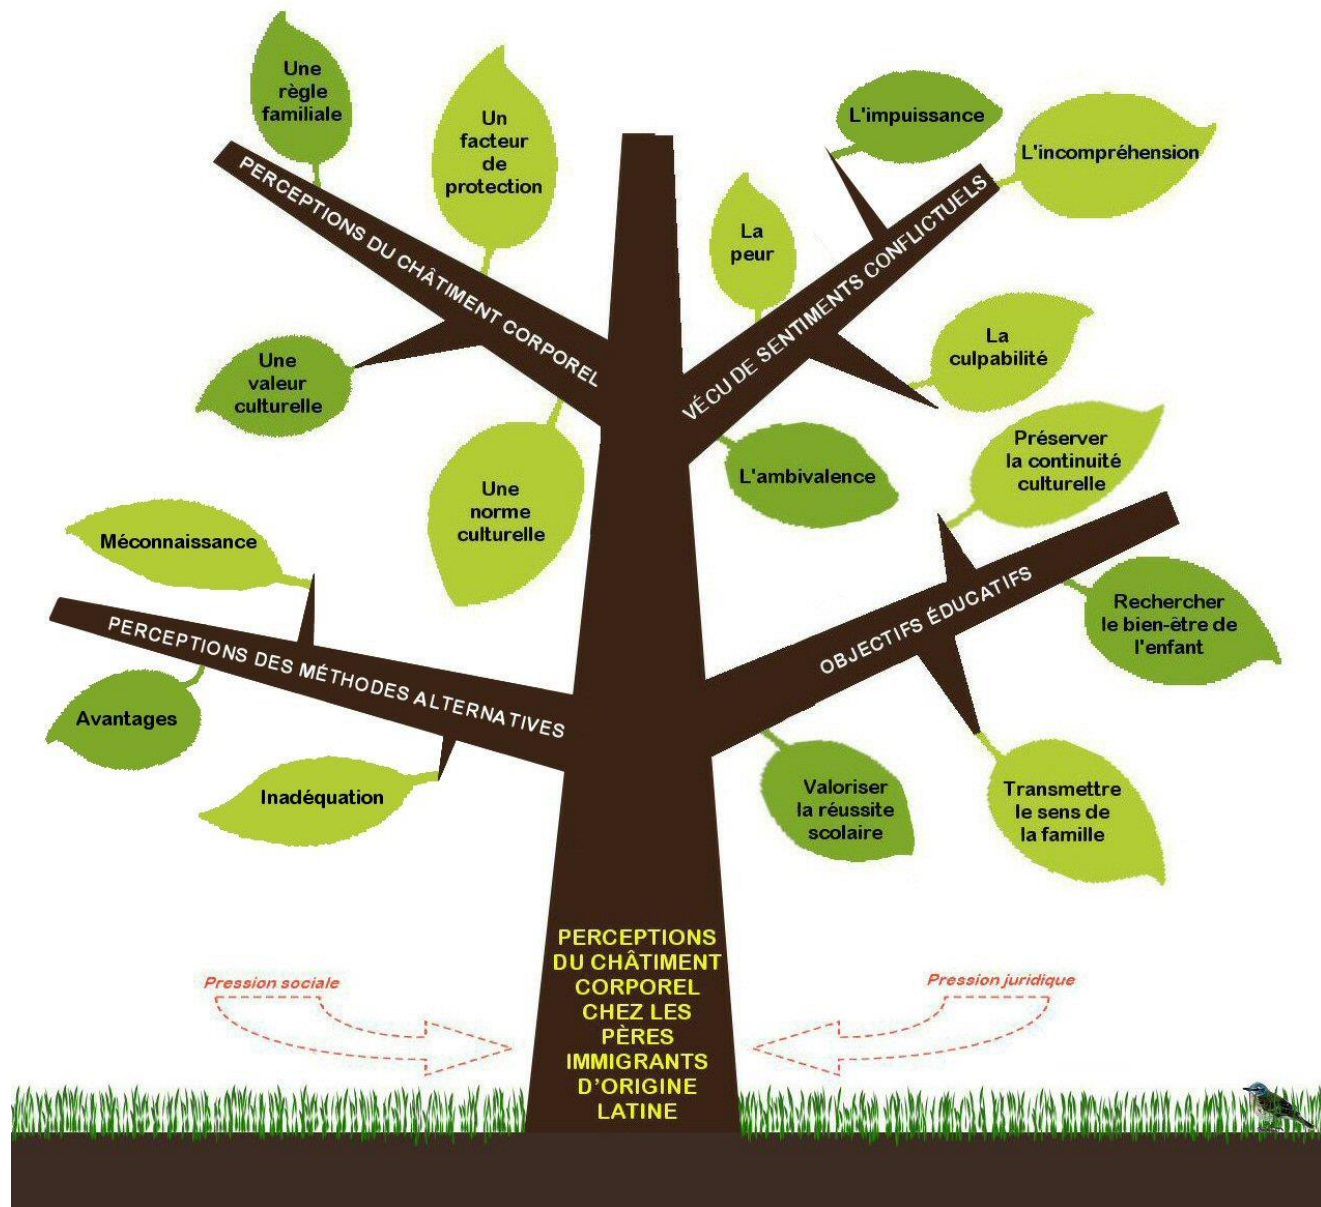 Une
règle
familiale
Un
facteur
de
protection
PERCEPTIONS DU CHÂTIMENT CORPOREL
Une
valeur
culturelle
Une
norme
culturelle
L'impuissance
L'incompréhension
La
peur
VÉCU DE SENTIMENTS CONFLICTUELS
La
culpabilité
L'ambivalence
Préserver
la continuité
culturelle
Méconnaissance
PERCEPTIONS DES MÉTHODES ALTERNATIVES
Avantages
Inadéquation
OBJECTIFS ÉDUCATIFS
Rechercher
le bien-être de
l'enfant
Valoriser
la réussite
scolaire
Transmettre
le sens de
la famille
Pression sociale
Pression juridique
PERCEPTIONS
DU CHÂTIMENT
CORPOREL
CHEZ LES
PÈRES
IMMIGRANTS
D'ORIGINE
LATINE